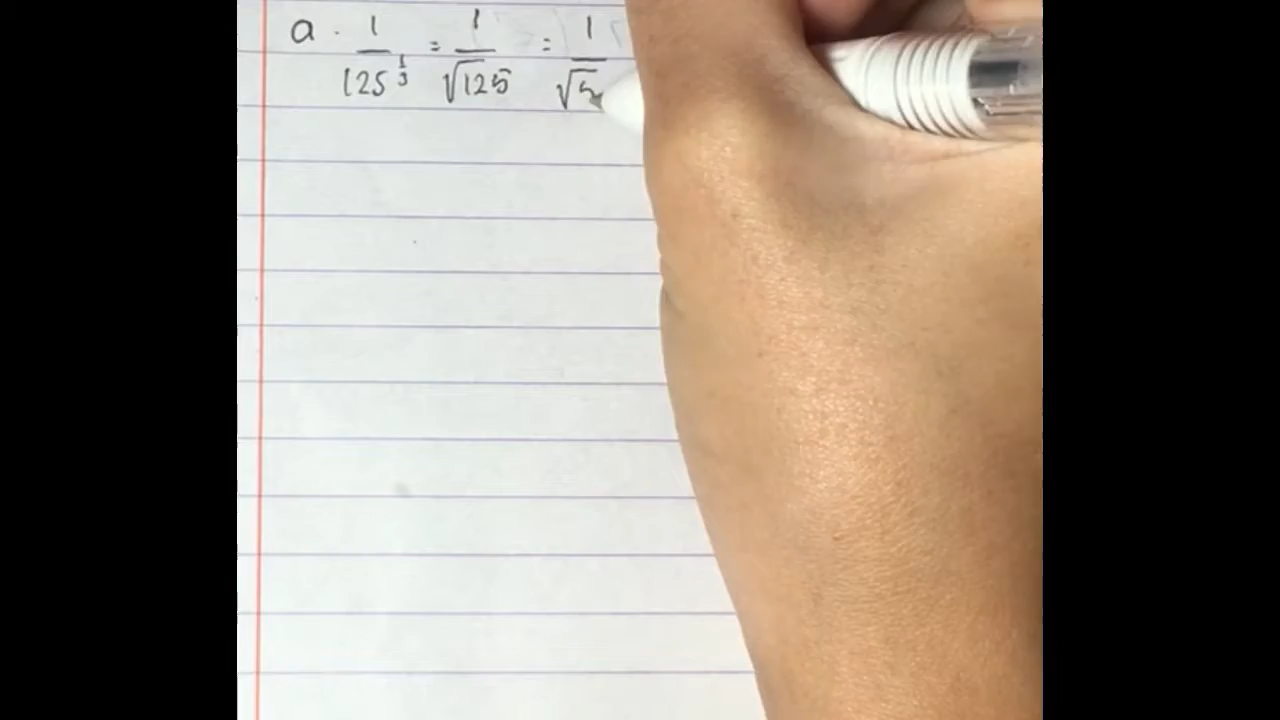 a. 1/125^(1/3) = 1/√125 = 1/√5